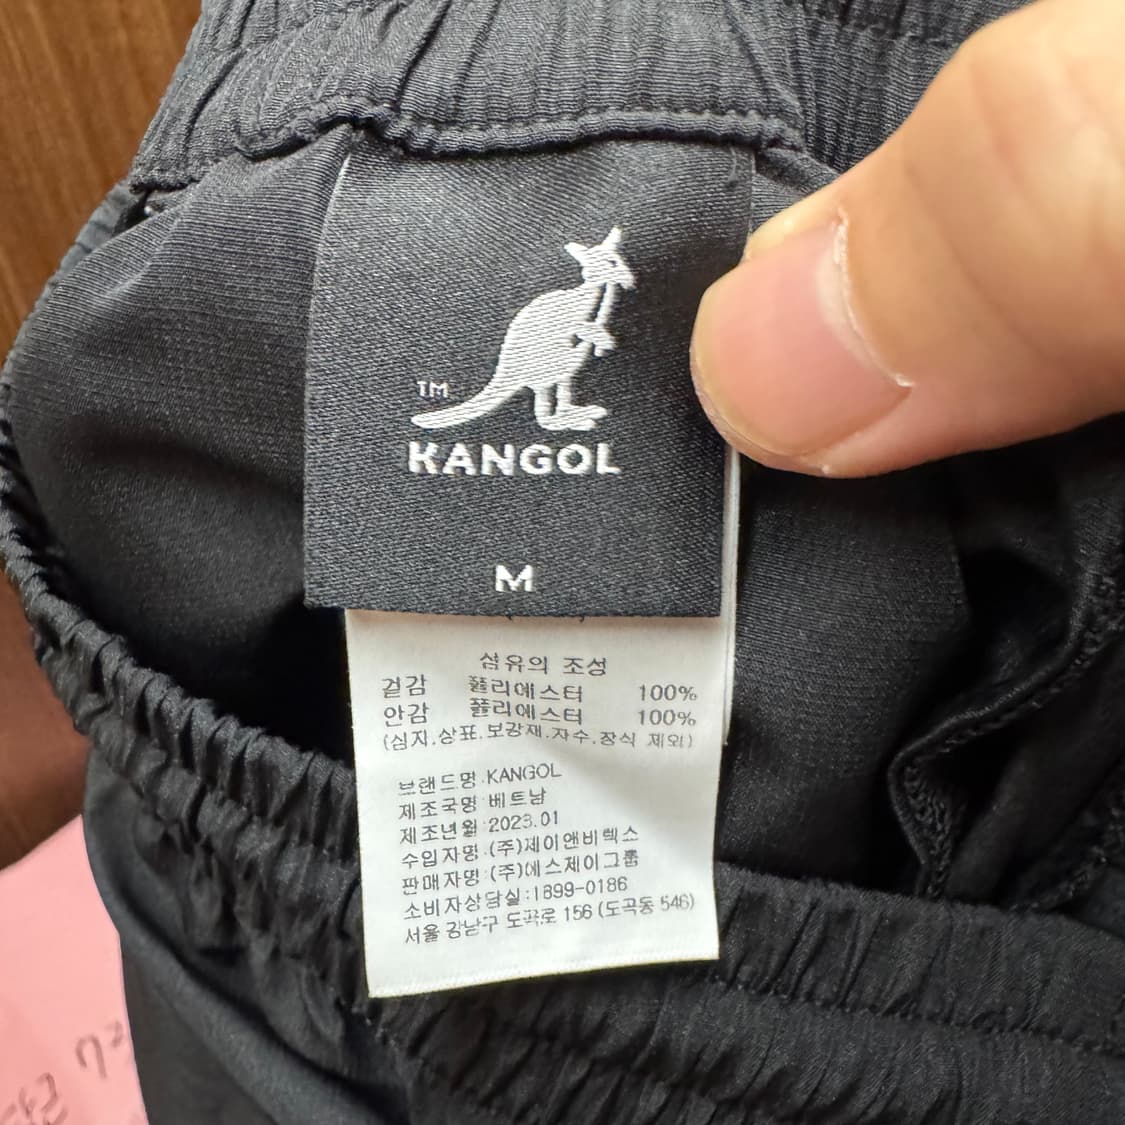 TM
KANGOL
M
섬유의 조성
겉감 폴리에스터 100%
안감 폴리에스터 100%
(심지.상표.보강재.자수.장식 제외)
브랜드명:KANGOL
제조국명:베트남
제조년월:2023.01
수입자명:(주)제이앤비텍스
판매자명:(주)에스제이그룹
소비자상담실:1899-0186
서울 강남구 도곡로 156 (도곡동 546)